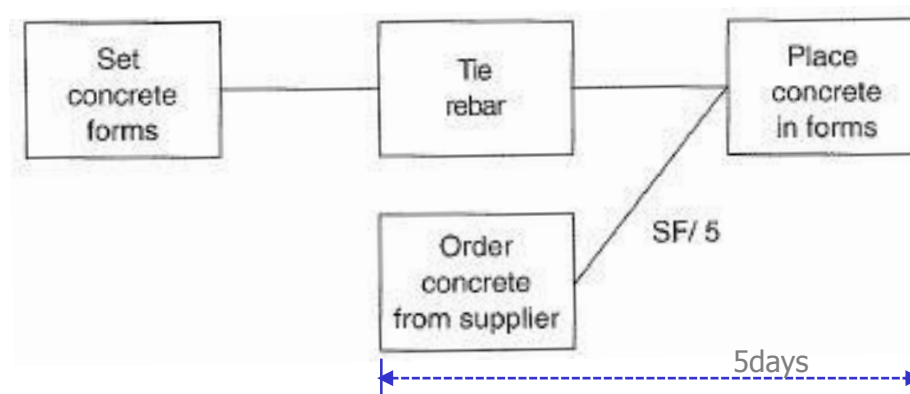 Set
concrete
forms
Tie
rebar
Place
concrete
in forms
Order
concrete
from supplier
SF/ 5
5days